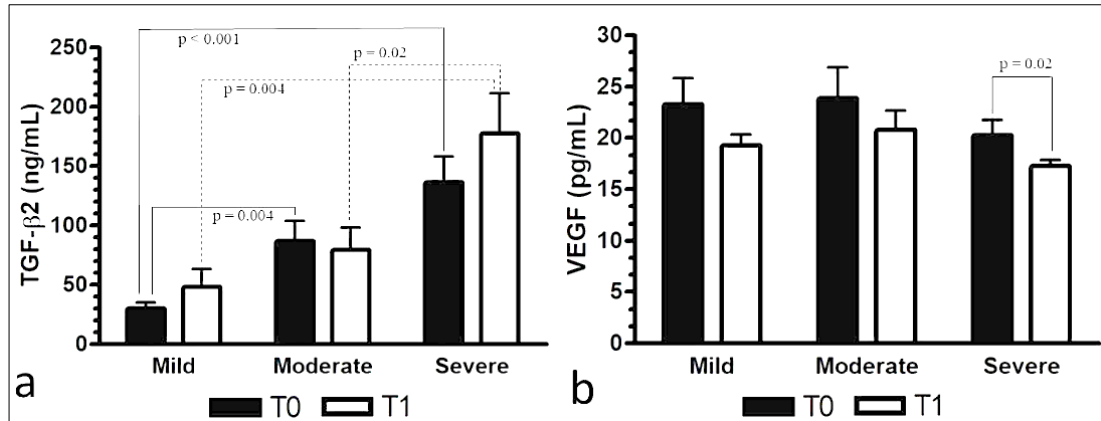 p < 0.001
p = 0.02
p = 0.004
p = 0.004
TGF-β2 (ng/mL)
250
200
150
100
50
0
Mild Moderate Severe
a
T0 T1
p = 0.02
VEGF (pg/mL)
30
25
20
15
10
5
0
Mild Moderate Severe
b
T0 T1